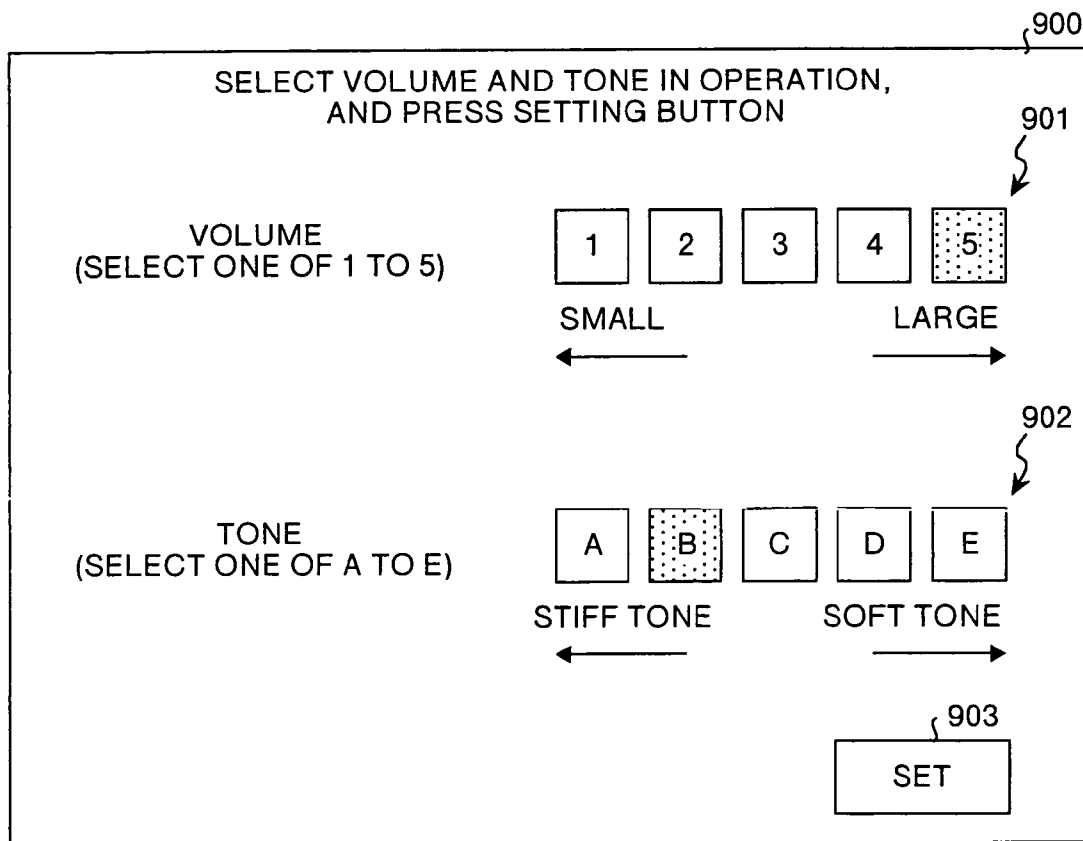 900
SELECT VOLUME AND TONE IN OPERATION,
AND PRESS SETTING BUTTON
901
VOLUME
(SELECT ONE OF 1 TO 5)
1 2 3 4 5
SMALL LARGE
902
TONE
(SELECT ONE OF A TO E)
A B C D E
STIFF TONE SOFT TONE
903
SET